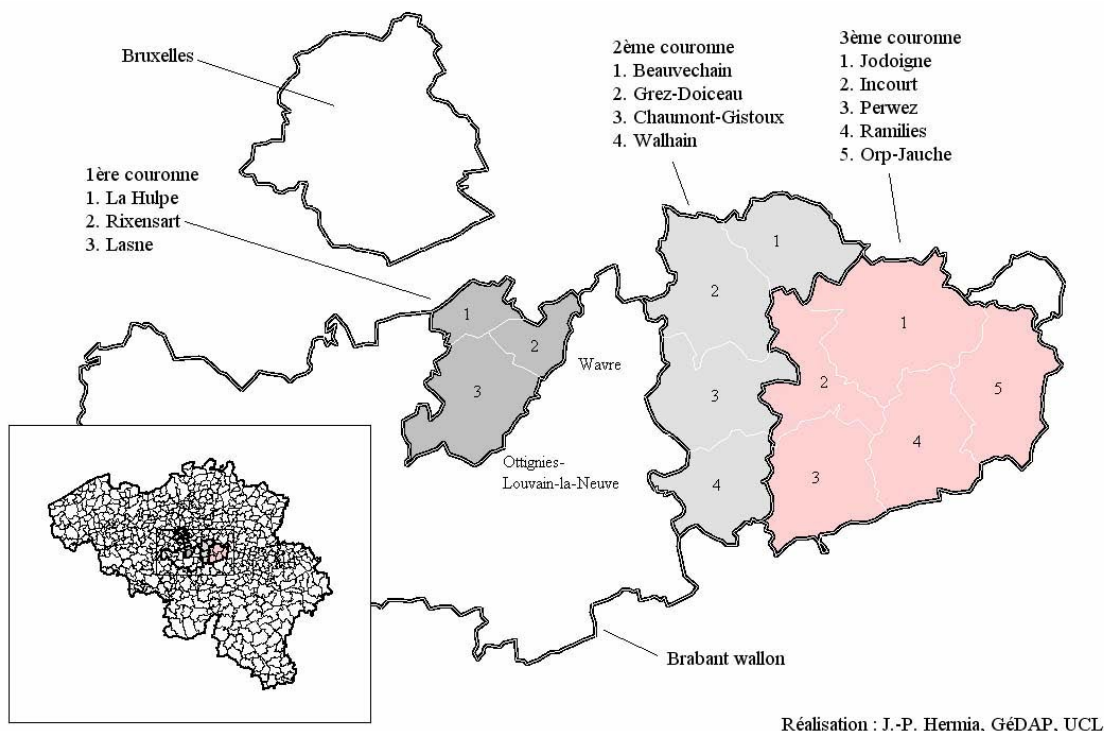 Bruxelles
1ère couronne
1. La Hulpe
2. Rixensart
3. Lasne
2ème couronne
1. Beauvechain
2. Grez-Doiceau
3. Chaumont-Gistoux
4. Walhain
3ème couronne
1. Jodoigne
2. Incourt
3. Perwez
4. Ramilies
5. Orp-Jauche
1
2
3
Wavre
Ottignies-
Louvain-la-Neuve
1
2
3
4
1
2
3
4
5
Brabant wallon
Réalisation : J.-P. Hermia, GéDAP, UCL